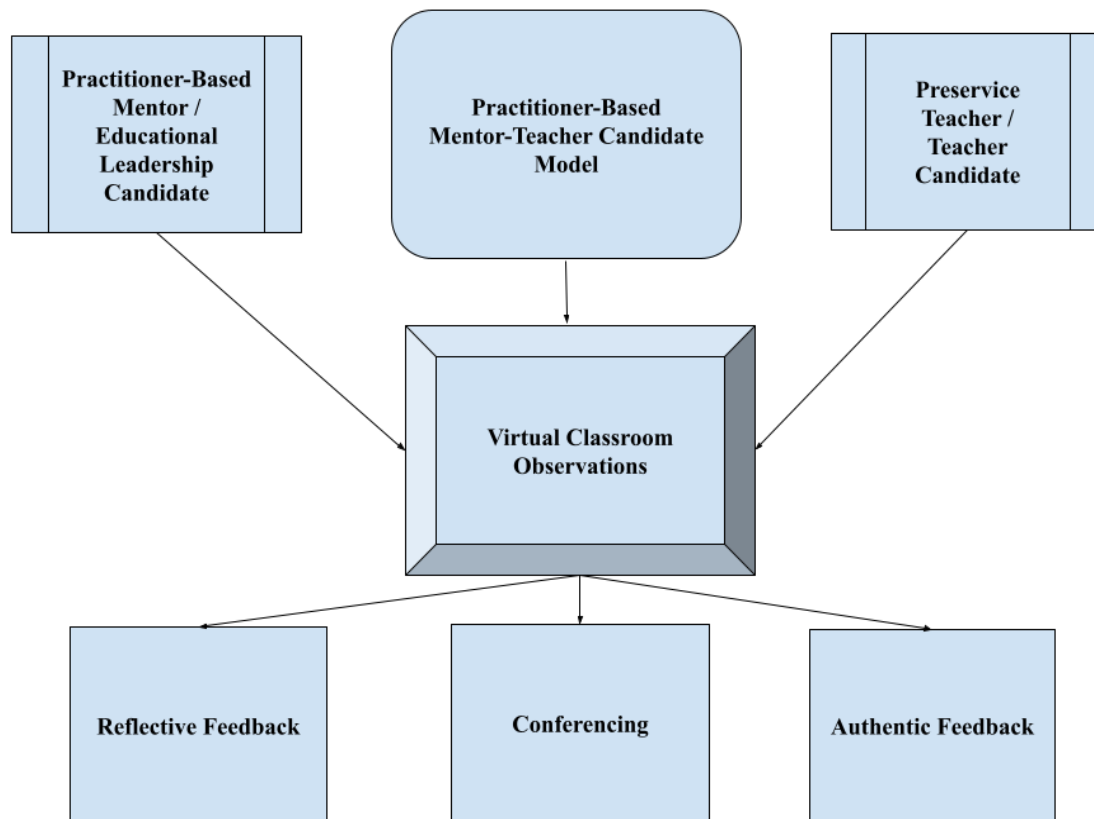 Practitioner-Based
Mentor /
Educational
Leadership
Candidate
Practitioner-Based
Mentor-Teacher Candidate
Model
Preservice
Teacher /
Teacher
Candidate
Virtual Classroom
Observations
Reflective Feedback
Conferencing
Authentic Feedback